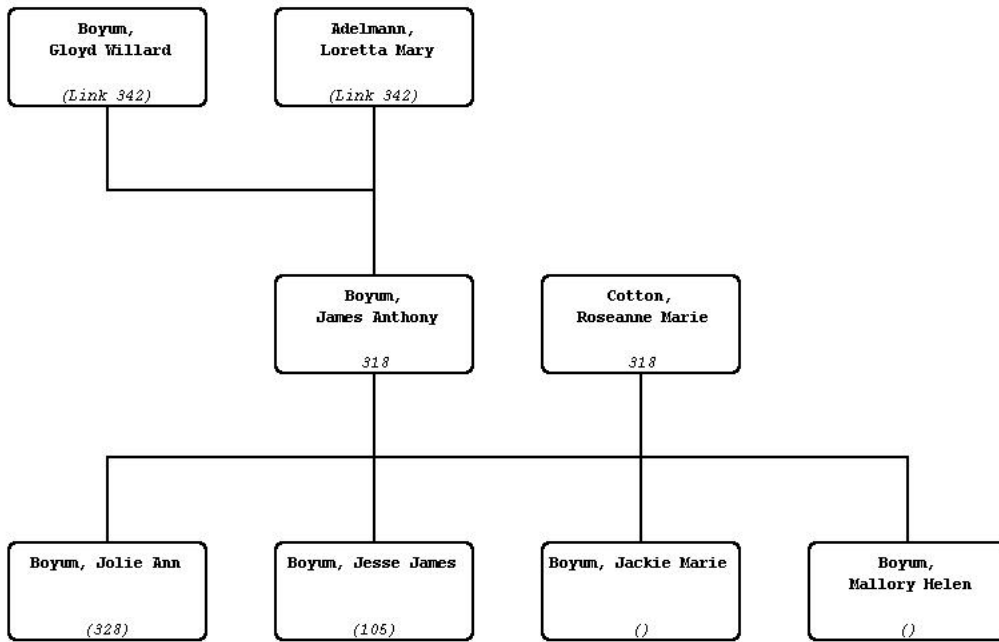 Boyum,
Gloyd Willard
(Link 342)
Adelmann,
Loretta Mary
(Link 342)
Boyum,
James Anthony
318
Cotton,
Roseanne Marie
318
Boyum, Jolie Ann
(328)
Boyum, Jesse James
(105)
Boyum, Jackie Marie
()
Boyum,
Mallory Helen
()